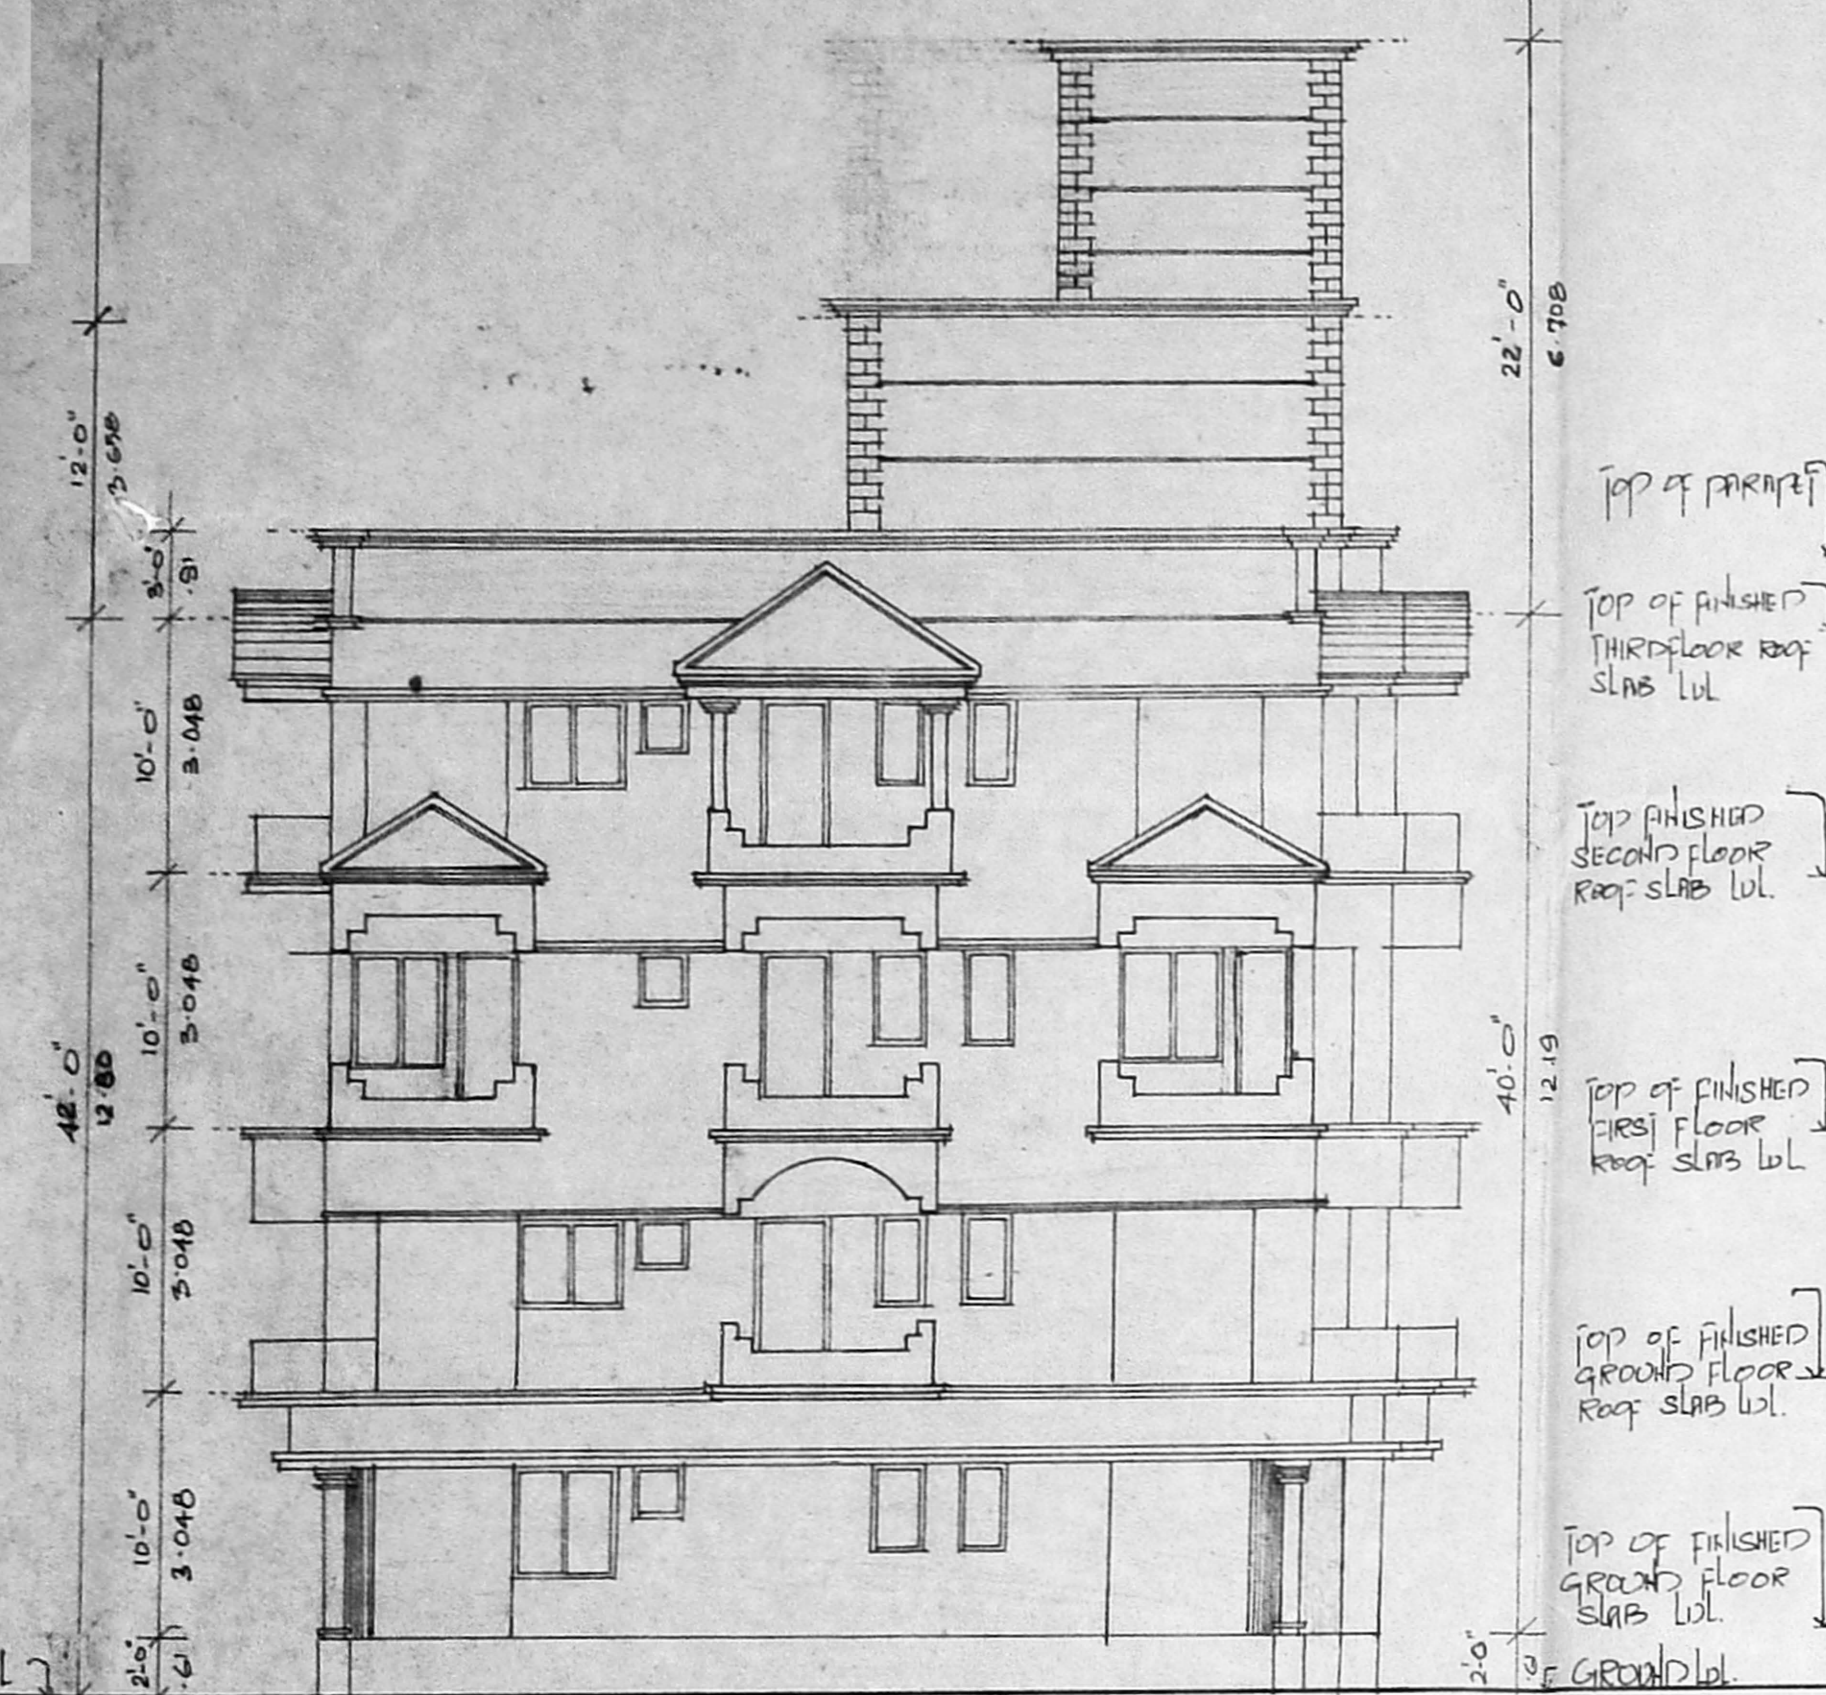 22'-0"
6.708
12'-0"
3.658
TOP OF PARAPET
3'-0"
.91
TOP OF FINISHED
THIRD FLOOR ROOF
SLAB LVL
10'-0"
3.048
TOP FINISHED
SECOND FLOOR
ROOF SLAB LVL.
10'-0"
3.048
42'-0"
12.80
40'-0"
12.19
TOP OF FINISHED
FIRST FLOOR
ROOF SLAB LVL
10'-0"
3.048
TOP OF FINISHED
GROUND FLOOR
ROOF SLAB LVL.
10'-0"
3.048
TOP OF FINISHED
GROUND FLOOR
SLAB LVL.
2'-0"
.61
2'-0"
GROUND LVL.